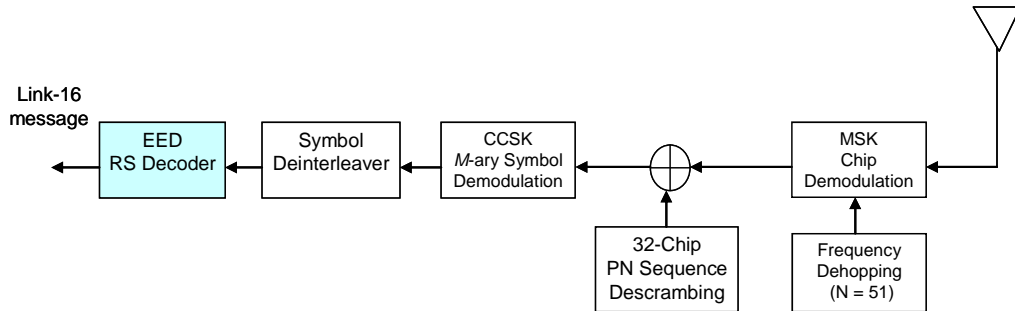 Link-16
message
EED
RS Decoder
Symbol
Deinterleaver
CCSK
M-ary Symbol
Demodulation
MSK
Chip
Demodulation
32-Chip
PN Sequence
Descrambing
Frequency
Dehopping
(N = 51)